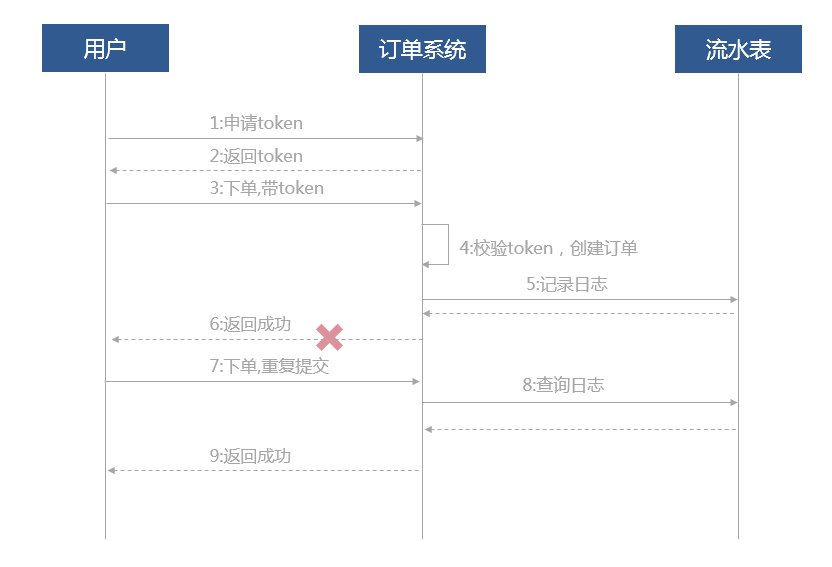 用户
订单系统
流水表
1:申请token
2:返回token
3:下单,带token
4:校验token，创建订单
5:记录日志
6:返回成功
7:下单,重复提交
8:查询日志
9:返回成功